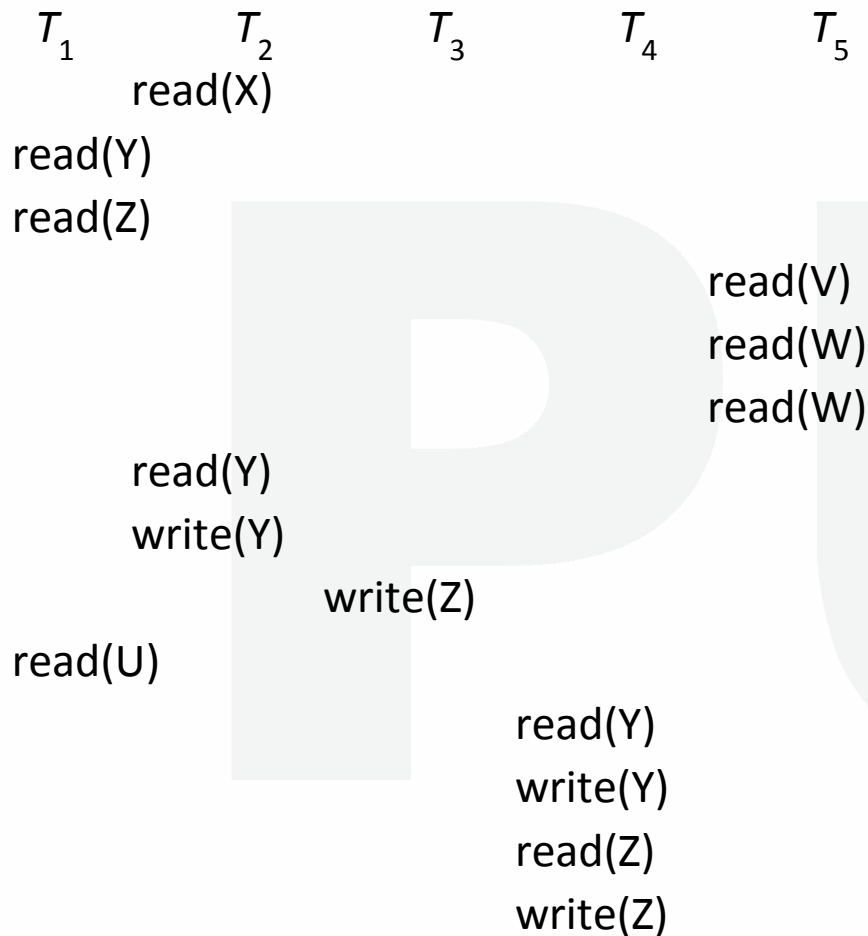 T1 T2 T3 T4 T5
read(X)
read(Y)
read(Z)
read(V)
read(W)
read(W)
read(Y)
write(Y)
write(Z)
read(U)
read(Y)
write(Y)
read(Z)
write(Z)